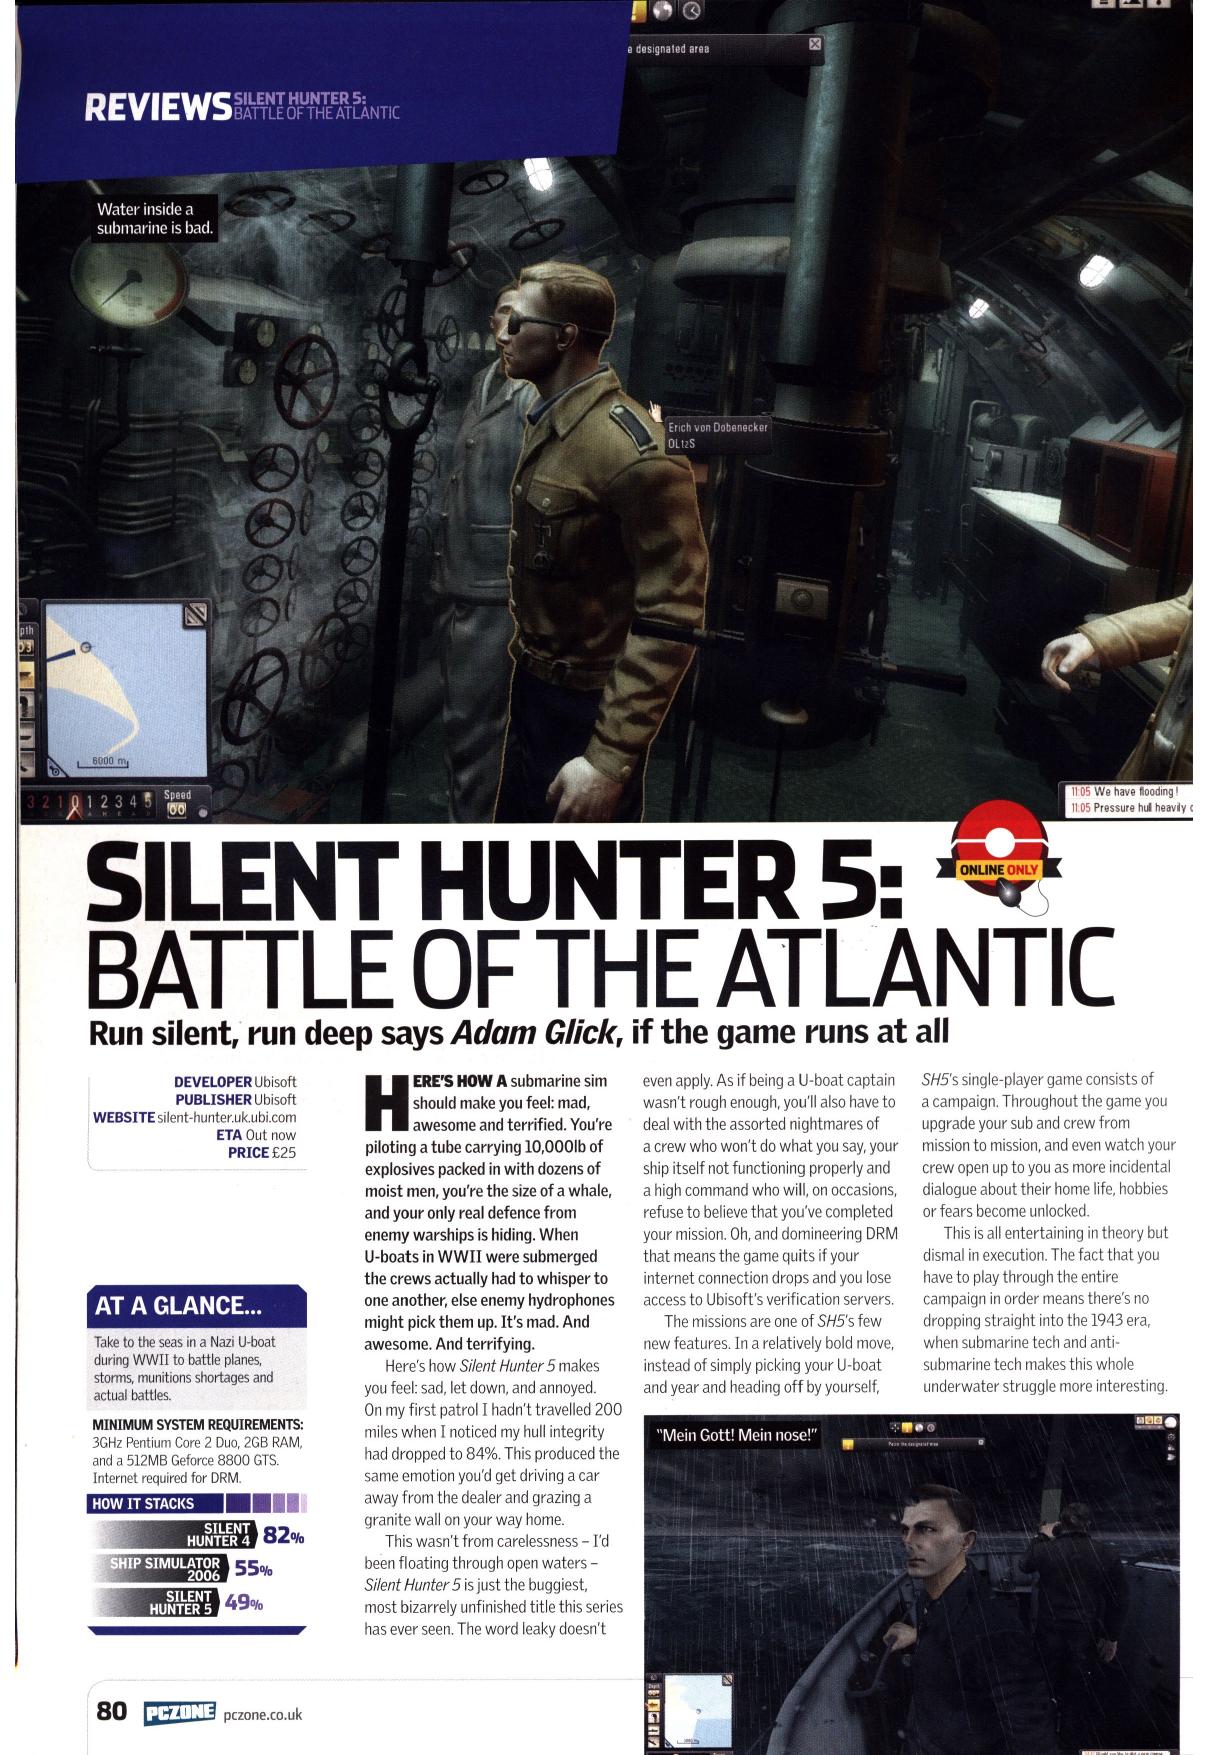 REVIEWS SILENT HUNTER 5:
BATTLE OF THE ATLANTIC
e designated area
Water inside a
submarine is bad.
Erich von Dobenecker
OLtzS
pth
03
6000 m
3 2 1 0 1 2 3 4 5
Speed
00
11:05 We have flooding!
11:05 Pressure hull heavily
ONLINE ONLY
SILENT HUNTER 5:
BATTLE OF THE ATLANTIC
Run silent, run deep says Adam Glick, if the game runs at all
DEVELOPER Ubisoft
PUBLISHER Ubisoft
WEBSITE silent-hunter.uk.ubi.com
ETA Out now
PRICE £25
AT A GLANCE...
Take to the seas in a Nazi U-boat
during WWII to battle planes,
storms, munitions shortages and
actual battles.
MINIMUM SYSTEM REQUIREMENTS:
3GHz Pentium Core 2 Duo, 2GB RAM,
and a 512MB Geforce 8800 GTS.
Internet required for DRM.
HOW IT STACKS
SILENT
HUNTER 4 82%
SHIP SIMULATOR
2006 55%
SILENT
HUNTER 5 49%
HERE'S HOW A submarine sim
should make you feel: mad,
awesome and terrified. You're
piloting a tube carrying 10,000lb of
explosives packed in with dozens of
moist men, you're the size of a whale,
and your only real defence from
enemy warships is hiding. When
U-boats in WWII were submerged
the crews actually had to whisper to
one another, else enemy hydrophones
might pick them up. It's mad. And
awesome. And terrifying.
Here's how Silent Hunter 5 makes
you feel: sad, let down, and annoyed.
On my first patrol I hadn't travelled 200
miles when I noticed my hull integrity
had dropped to 84%. This produced the
same emotion you'd get driving a car
away from the dealer and grazing a
granite wall on your way home.
This wasn't from carelessness – I'd
been floating through open waters –
Silent Hunter 5 is just the buggiest,
most bizarrely unfinished title this series
has ever seen. The word leaky doesn't
even apply. As if being a U-boat captain
wasn't rough enough, you'll also have to
deal with the assorted nightmares of
a crew who won't do what you say, your
ship itself not functioning properly and
a high command who will, on occasions,
refuse to believe that you've completed
your mission. Oh, and domineering DRM
that means the game quits if your
internet connection drops and you lose
access to Ubisoft's verification servers.
The missions are one of SH5's few
new features. In a relatively bold move,
instead of simply picking your U-boat
and year and heading off by yourself,
SH5's single-player game consists of
a campaign. Throughout the game you
upgrade your sub and crew from
mission to mission, and even watch your
crew open up to you as more incidental
dialogue about their home life, hobbies
or fears become unlocked.
This is all entertaining in theory but
dismal in execution. The fact that you
have to play through the entire
campaign in order means there's no
dropping straight into the 1943 era,
when submarine tech and anti-
submarine tech makes this whole
underwater struggle more interesting.
"Mein Gott! Mein nose!"
80 PCZONE pczone.co.uk